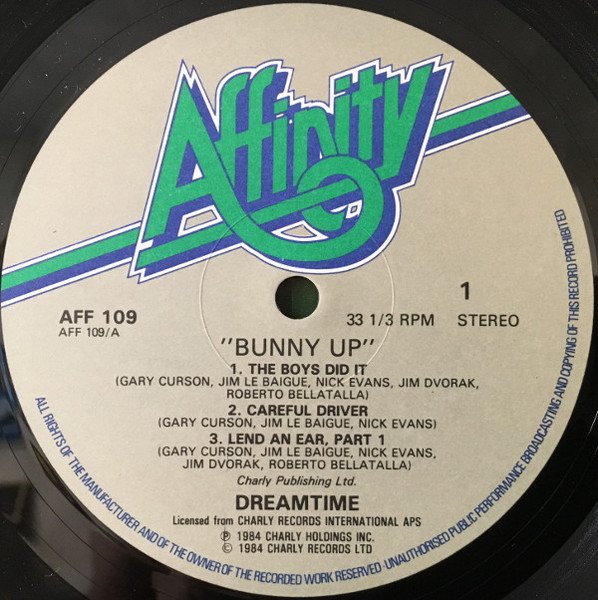 Affinity
AFF 109
AFF 109/A
33 1/3 RPM
1
STEREO
"BUNNY UP"
1. THE BOYS DID IT
(GARY CURSON, JIM LE BAIGUE, NICK EVANS, JIM DVORAK,
ROBERTO BELLATALLA)
2. CAREFUL DRIVER
(GARY CURSON, JIM LE BAIGUE, NICK EVANS)
3. LEND AN EAR, PART 1
(GARY CURSON, JIM LE BAIGUE, NICK EVANS,
JIM DVORAK, ROBERTO BELLATALLA)
Charly Publishing Ltd.
DREAMTIME
Licensed from CHARLY RECORDS INTERNATIONAL APS
℗ 1984 CHARLY HOLDINGS INC.
© 1984 CHARLY RECORDS LTD
ALL RIGHTS OF THE MANUFACTURER AND OF THE OWNER OF THE RECORDED WORK RESERVED · UNAUTHORISED PUBLIC PERFORMANCE BROADCASTING AND COPYING OF THIS RECORD PROHIBITED